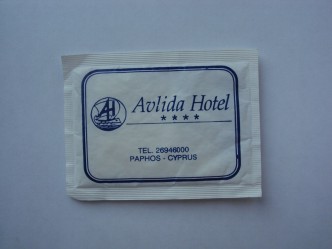 Avlida Hotel
★★★★
TEL. 26946000
PAPHOS - CYPRUS